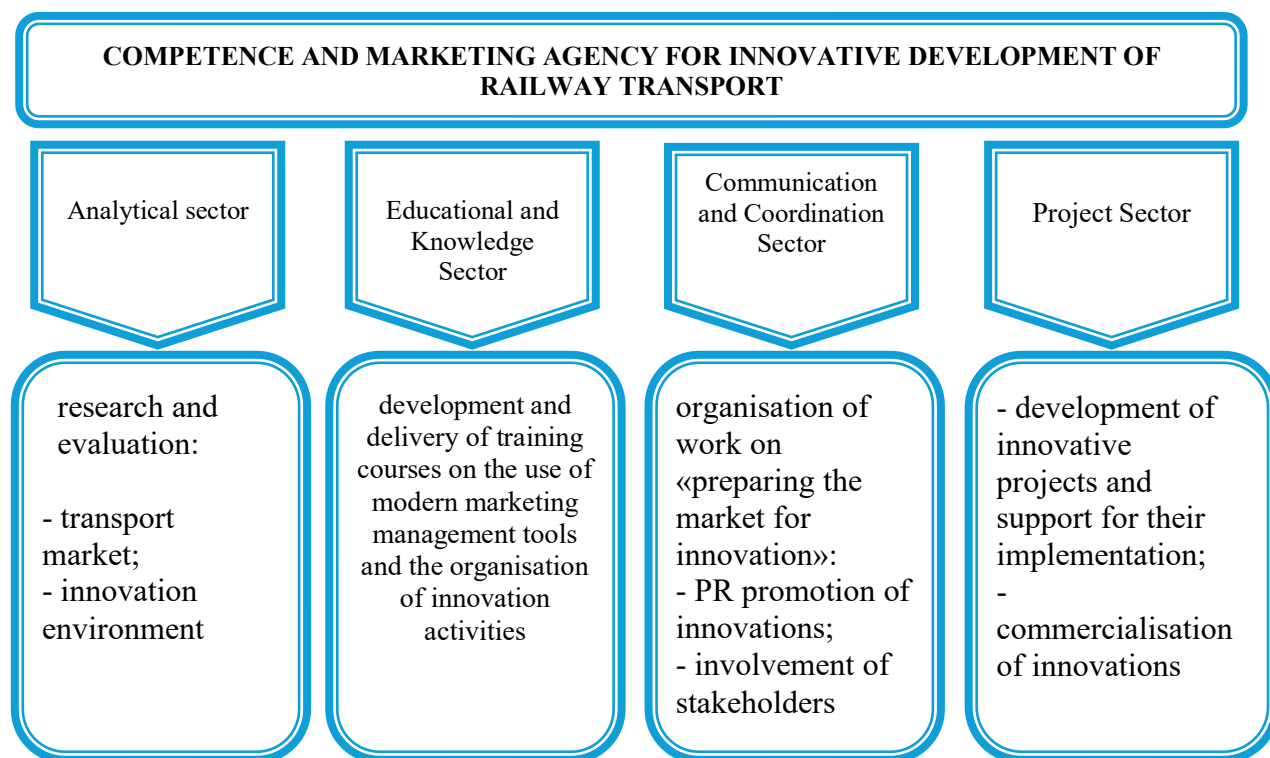 COMPETENCE AND MARKETING AGENCY FOR INNOVATIVE DEVELOPMENT OF
RAILWAY TRANSPORT
Analytical sector
Educational and
Knowledge
Sector
Communication
and Coordination
Sector
Project Sector
research and
evaluation:
- transport
market;
- innovation
environment
development and
delivery of training
courses on the use of
modern marketing
management tools
and the organisation
of innovation
activities
organisation of
work on
«preparing the
market for
innovation»:
- PR promotion of
innovations;
- involvement of
stakeholders
- development of
innovative
projects and
support for their
implementation;
-
commercialisation
of innovations